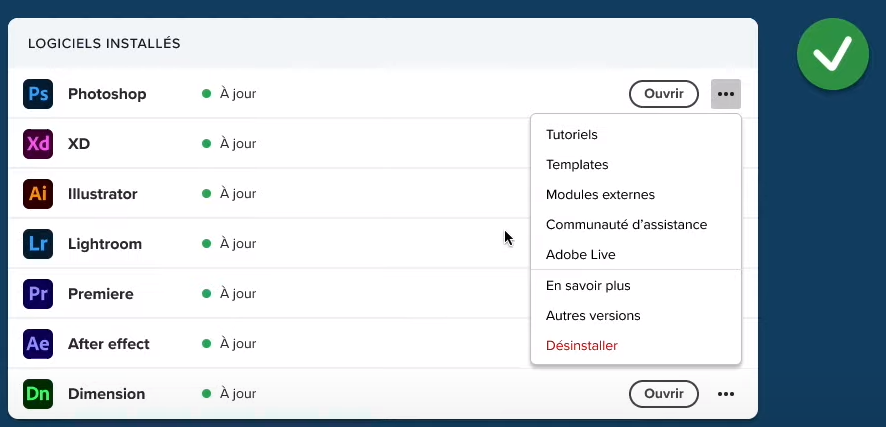 LOGICIELS INSTALLÉS
Ps Photoshop À jour Ouvrir
Xd XD À jour
Ai Illustrator À jour
Lr Lightroom À jour
Pr Premiere À jour
Ae After effect À jour
Dn Dimension À jour Ouvrir
Tutoriels
Templates
Modules externes
Communauté d’assistance
Adobe Live
En savoir plus
Autres versions
Désinstaller